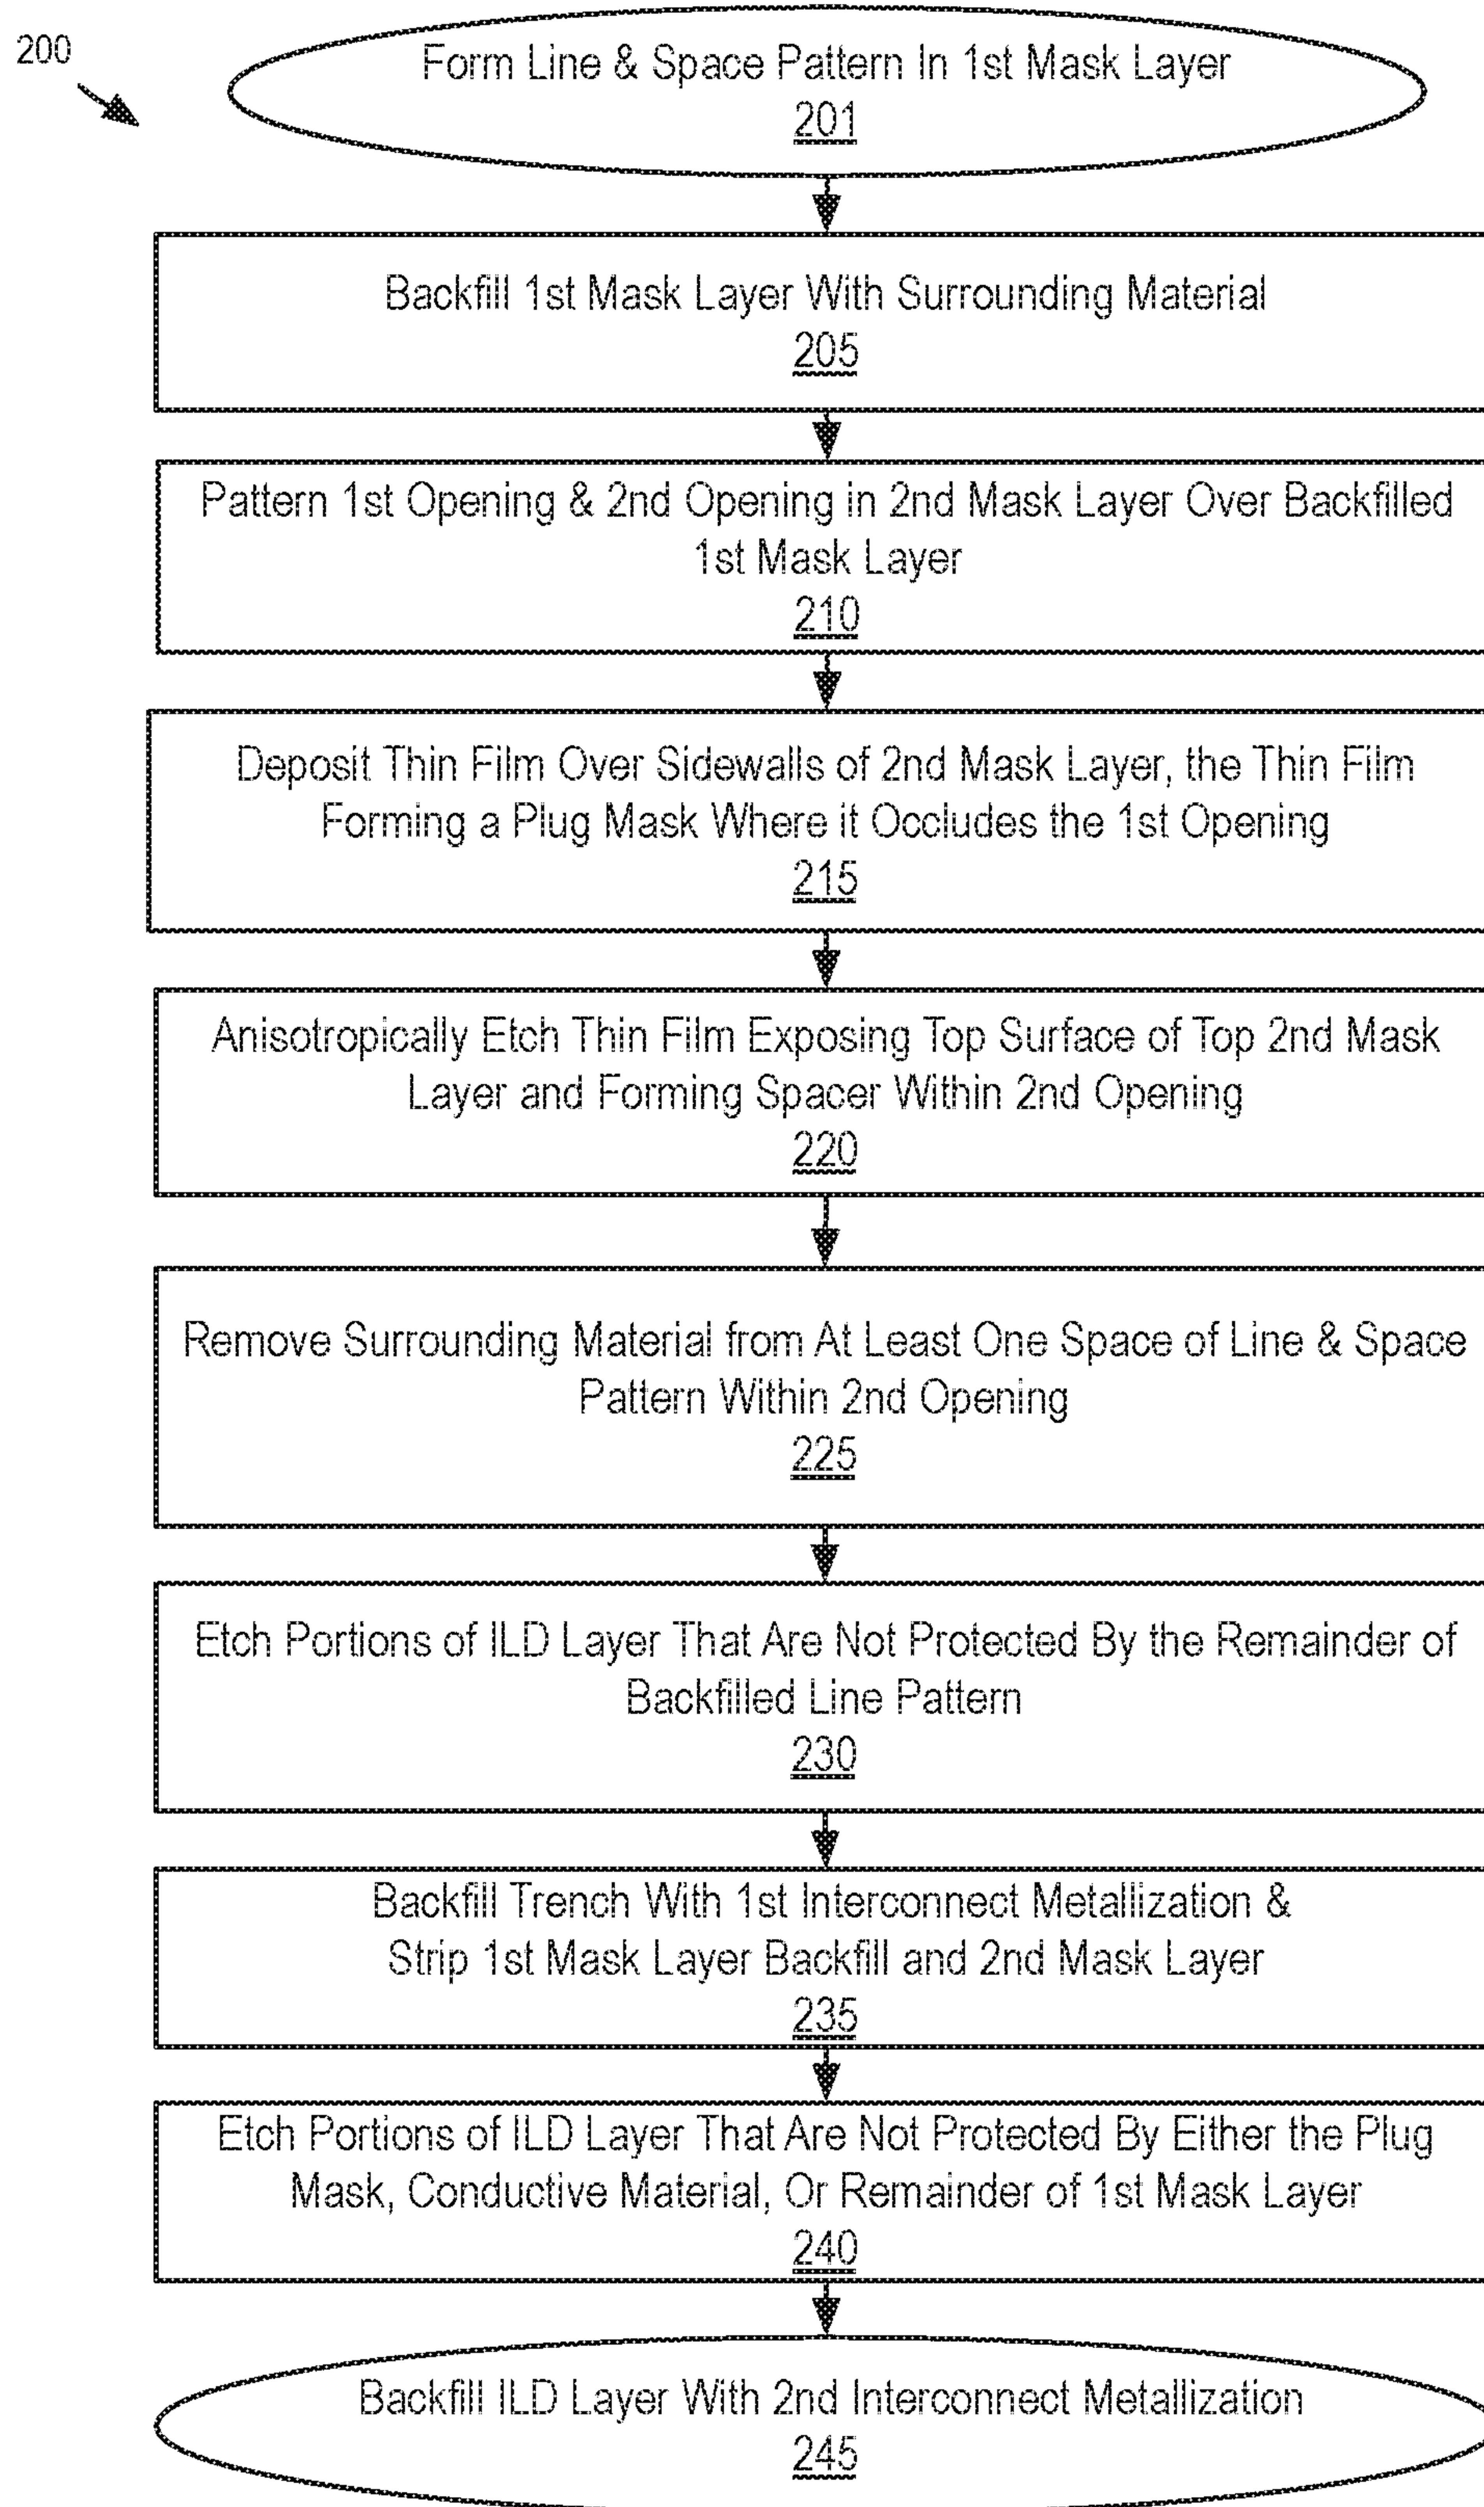 200
Form Line & Space Pattern In 1st Mask Layer
201
Backfill 1st Mask Layer With Surrounding Material
205
Pattern 1st Opening & 2nd Opening in 2nd Mask Layer Over Backfilled
1st Mask Layer
210
Deposit Thin Film Over Sidewalls of 2nd Mask Layer, the Thin Film
Forming a Plug Mask Where it Occludes the 1st Opening
215
Anisotropically Etch Thin Film Exposing Top Surface of Top 2nd Mask
Layer and Forming Spacer Within 2nd Opening
220
Remove Surrounding Material from At Least One Space of Line & Space
Pattern Within 2nd Opening
225
Etch Portions of ILD Layer That Are Not Protected By the Remainder of
Backfilled Line Pattern
230
Backfill Trench With 1st Interconnect Metallization &
Strip 1st Mask Layer Backfill and 2nd Mask Layer
235
Etch Portions of ILD Layer That Are Not Protected By Either the Plug
Mask, Conductive Material, Or Remainder of 1st Mask Layer
240
Backfill ILD Layer With 2nd Interconnect Metallization
245